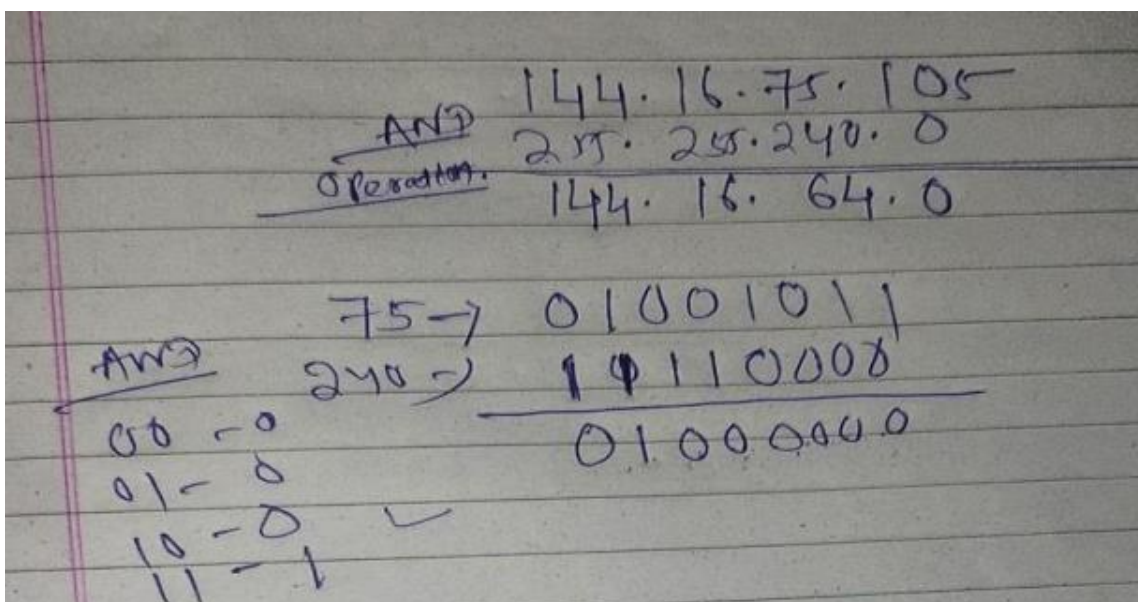 144. 16. 75. 105
AND 255. 255. 240. 0
Operation. 144. 16. 64. 0
75 → 01001011
AND 240 → 11110000
01000000
00 - 0
01 - 0
10 - 0 ✓
11 - 1